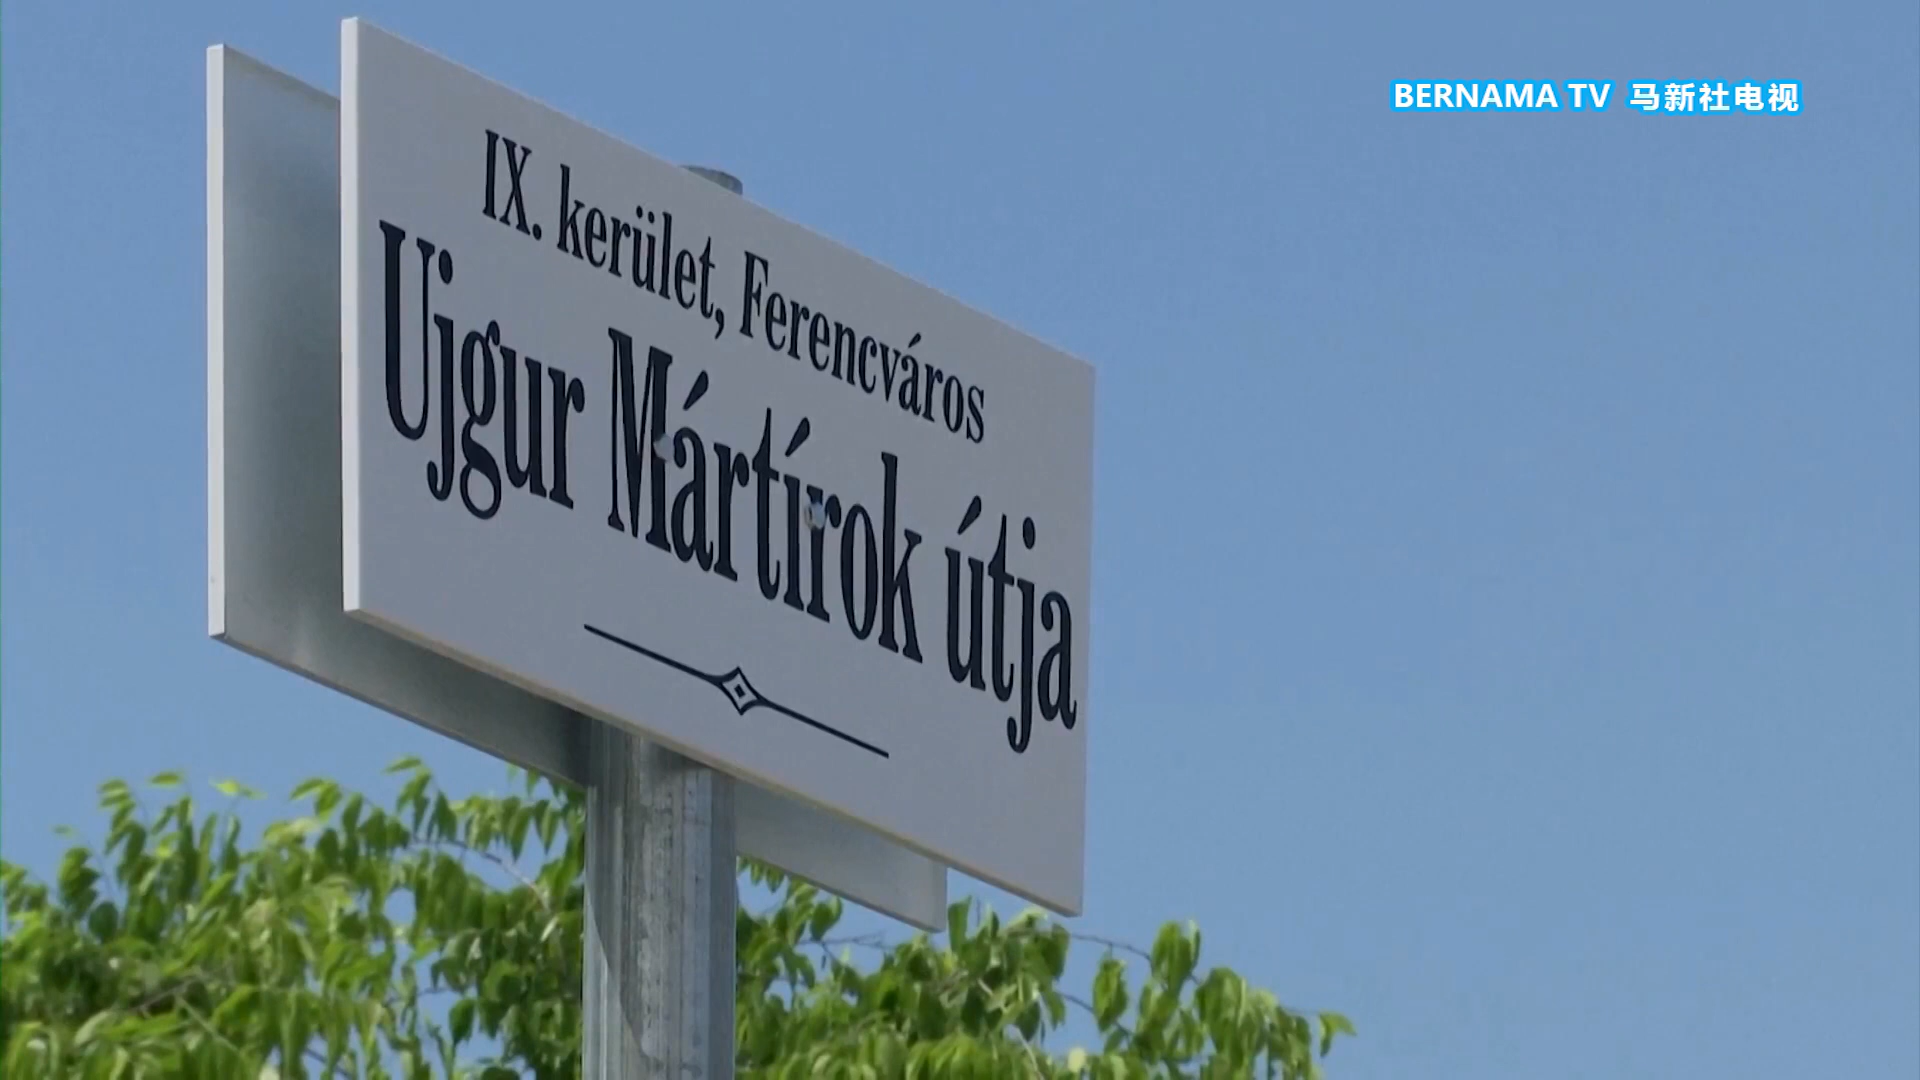 BERNAMA TV 马新社电视
IX. kerület, Ferencváros
Ujgur Mártírok útja